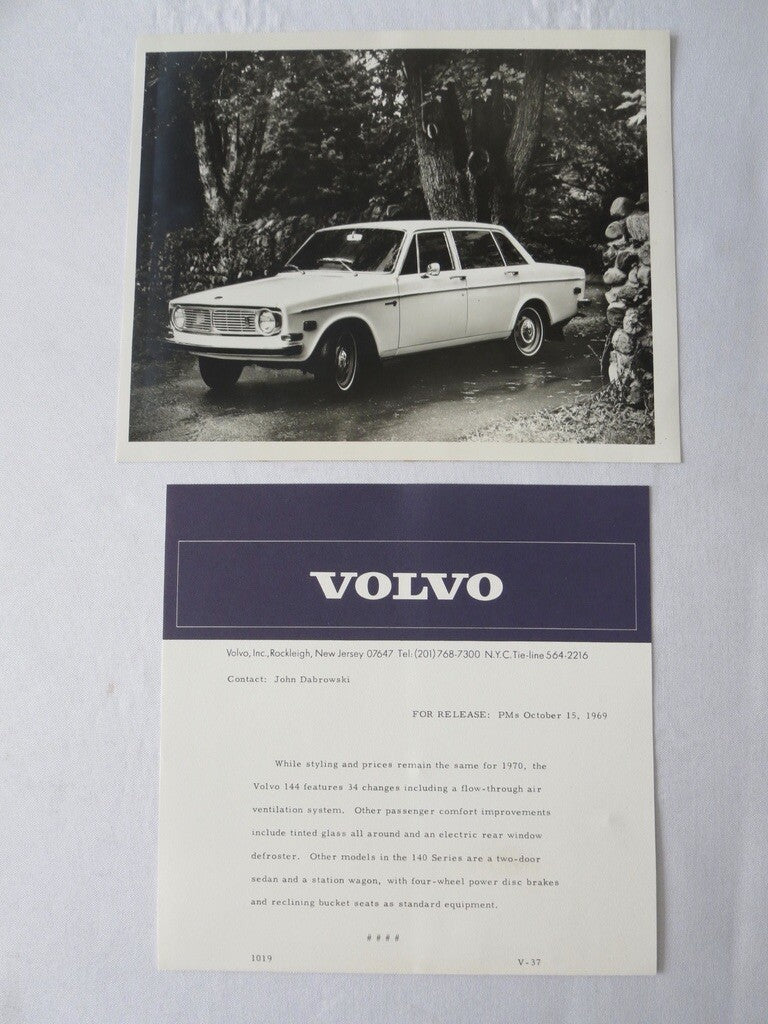 VOLVO
Volvo, Inc., Rockleigh, New Jersey 07647 Tel: (201) 768-7300 N.Y.C. Tie-line 564-2216
Contact: John Dabrowski
FOR RELEASE: PMs October 15, 1969
While styling and prices remain the same for 1970, the
Volvo 144 features 34 changes including a flow-through air
ventilation system. Other passenger comfort improvements
include tinted glass all around and an electric rear window
defroster. Other models in the 140 Series are a two-door
sedan and a station wagon, with four-wheel power disc brakes
and reclining bucket seats as standard equipment.
####
1019 V-37